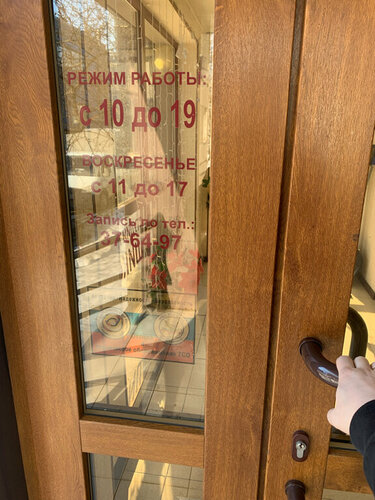 РЕЖИМ РАБОТЫ:
с 10 до 19
ВОСКРЕСЕНЬЕ
с 11 до 17
Запись по тел.:
37-64-97